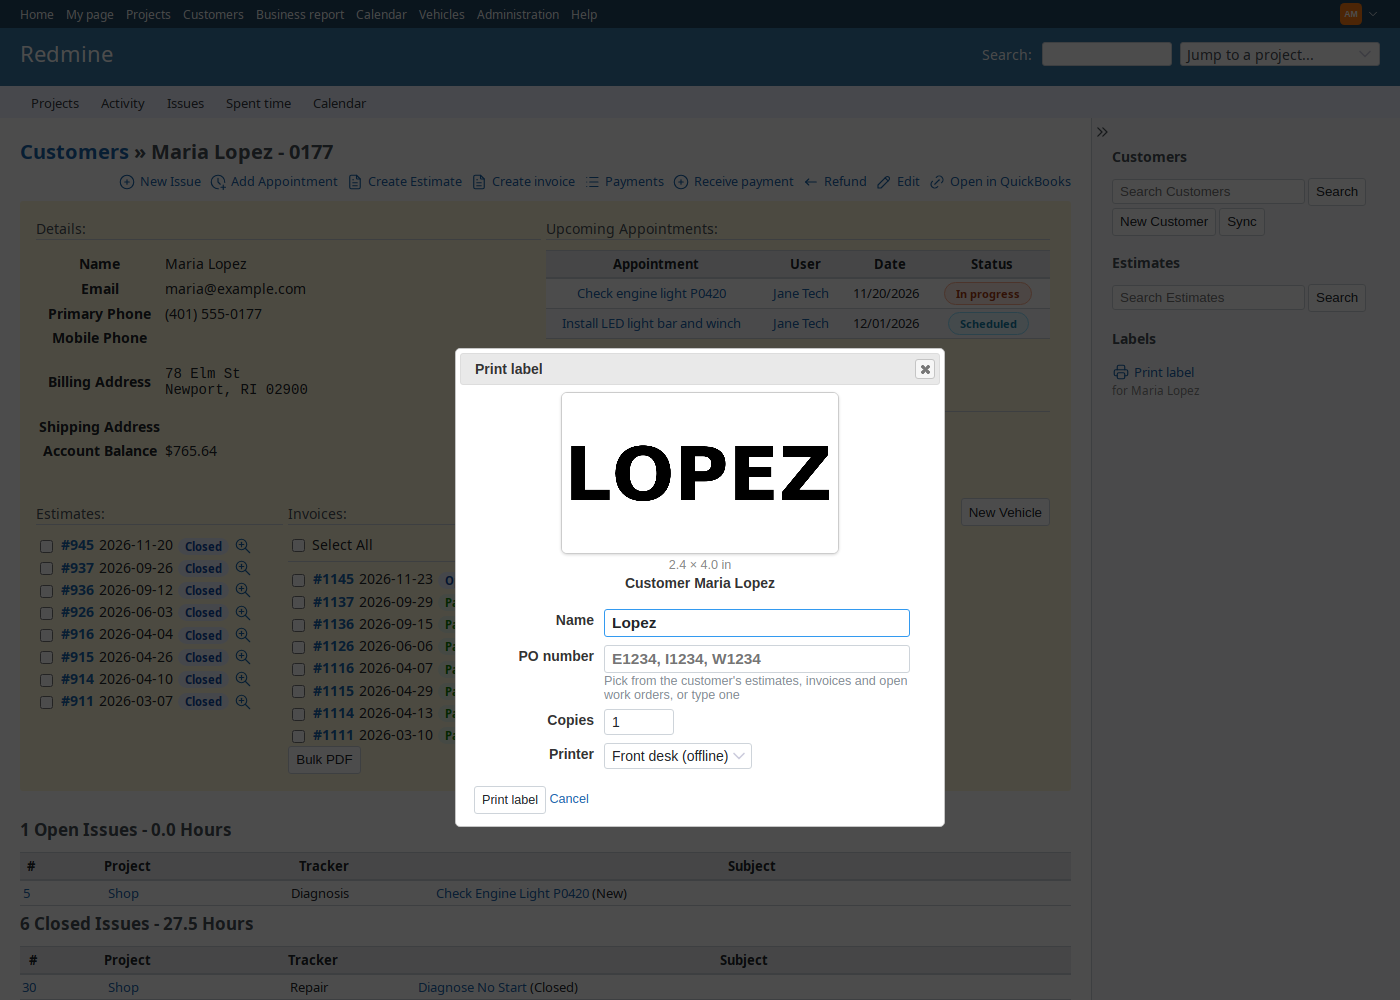 Home My page Projects Customers Business report Calendar Vehicles Administration Help AM
Redmine Search: Jump to a project...
Projects Activity Issues Spent time Calendar
Customers » Maria Lopez - 0177
New Issue Add Appointment Create Estimate Create invoice Payments Receive payment Refund Edit Open in QuickBooks
Details:
Name Maria Lopez
Email maria@example.com
Primary Phone (401) 555-0177
Mobile Phone
Billing Address 78 Elm St
Newport, RI 02900
Shipping Address
Account Balance $765.64
Upcoming Appointments:
Appointment User Date Status
Check engine light P0420 Jane Tech 11/20/2026 In progress
Install LED light bar and winch Jane Tech 12/01/2026 Scheduled
Estimates:
#945 2026-11-20 Closed
#937 2026-09-26 Closed
#936 2026-09-12 Closed
#926 2026-06-03 Closed
#916 2026-04-04 Closed
#915 2026-04-26 Closed
#914 2026-04-10 Closed
#911 2026-03-07 Closed
Invoices:
Select All
#1145 2026-11-23 O
#1137 2026-09-29 Pa
#1136 2026-09-15 Pa
#1126 2026-06-06 Pa
#1116 2026-04-07 Pa
#1115 2026-04-29 Pa
#1114 2026-04-13 Pa
#1111 2026-03-10 Pa
Bulk PDF
New Vehicle
Print label
LOPEZ
2.4 × 4.0 in
Customer Maria Lopez
Name Lopez
PO number E1234, I1234, W1234
Pick from the customer's estimates, invoices and open
work orders, or type one
Copies 1
Printer Front desk (offline)
Print label Cancel
1 Open Issues - 0.0 Hours
# Project Tracker Subject
5 Shop Diagnosis Check Engine Light P0420 (New)
6 Closed Issues - 27.5 Hours
# Project Tracker Subject
30 Shop Repair Diagnose No Start (Closed)
Customers
Search Customers Search
New Customer Sync
Estimates
Search Estimates Search
Labels
Print label
for Maria Lopez